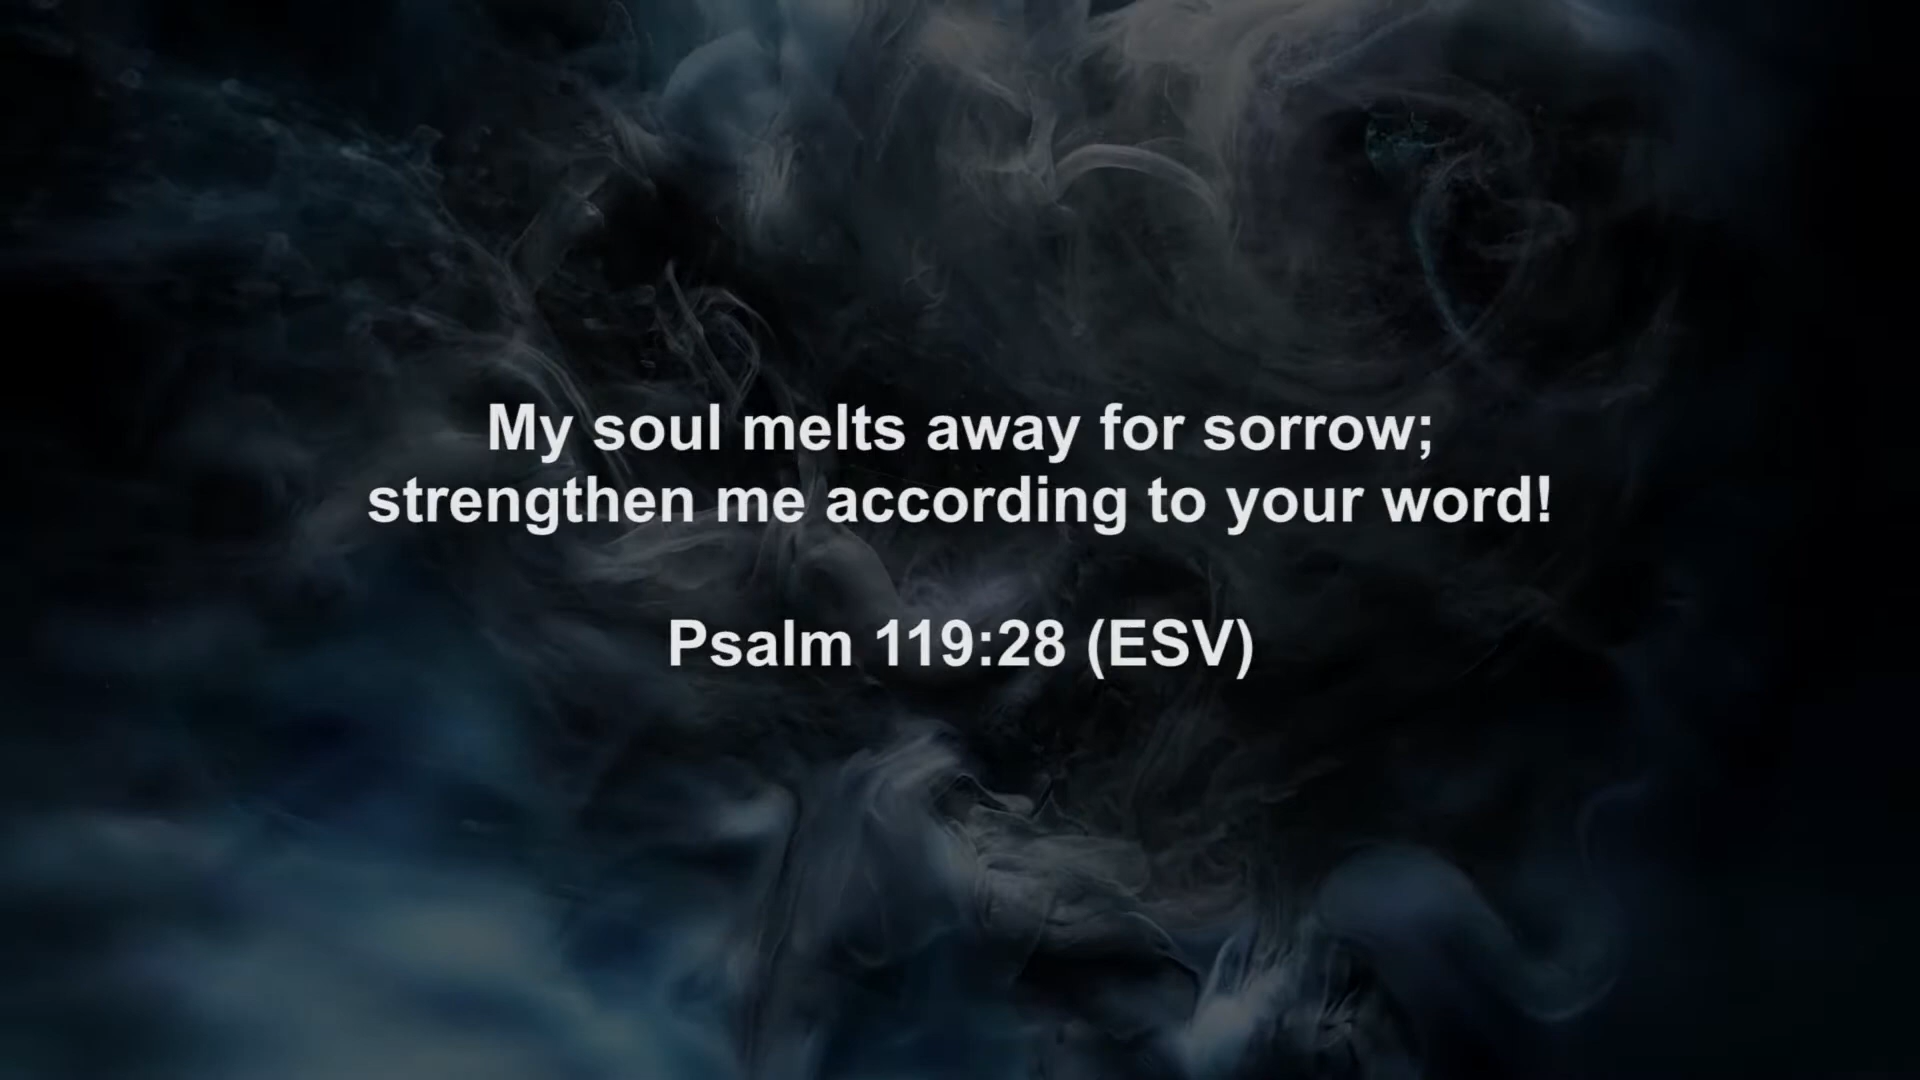 My soul melts away for sorrow;
strengthen me according to your word!
Psalm 119:28 (ESV)